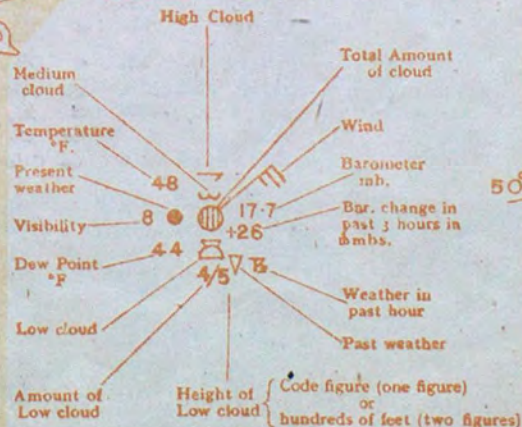 High Cloud
Total Amount
of cloud
Medium
cloud
Wind
Temperature
°F.
48
Barometer
mb.
Present
weather
17·7
50
Bar. change in
past 3 hours in
mbs.
Visibility
8
+26
Dew Point
°F
44
4/5
Weather in
past hour
Low cloud
Past weather
Amount of
Low cloud
Height of
Low cloud
Code figure (one figure)
or
hundreds of feet (two figures)